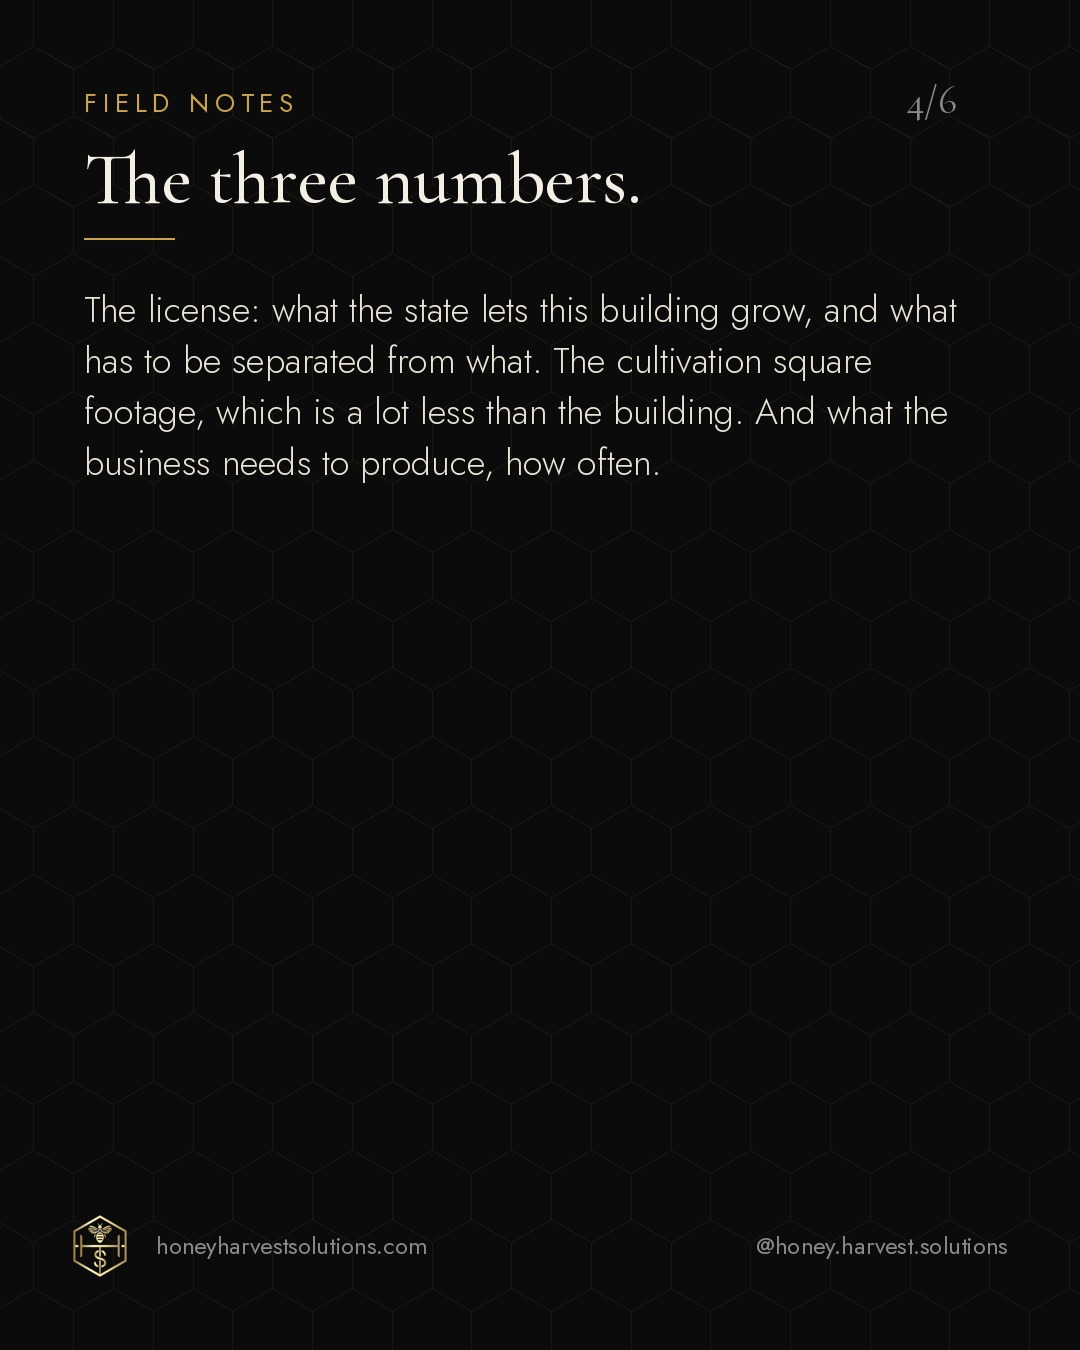 FIELD NOTES
4/6
The three numbers.
The license: what the state lets this building grow, and what
has to be separated from what. The cultivation square
footage, which is a lot less than the building. And what the
business needs to produce, how often.
H H
$
honeyharvestsolutions.com
@honey.harvest.solutions